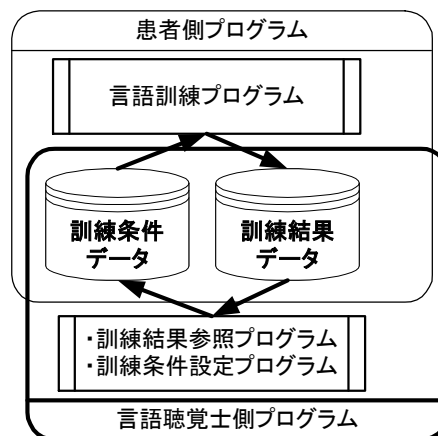 患者側プログラム
言語訓練プログラム
訓練条件
データ
訓練結果
データ
・訓練結果参照プログラム
・訓練条件設定プログラム
言語聴覚士側プログラム